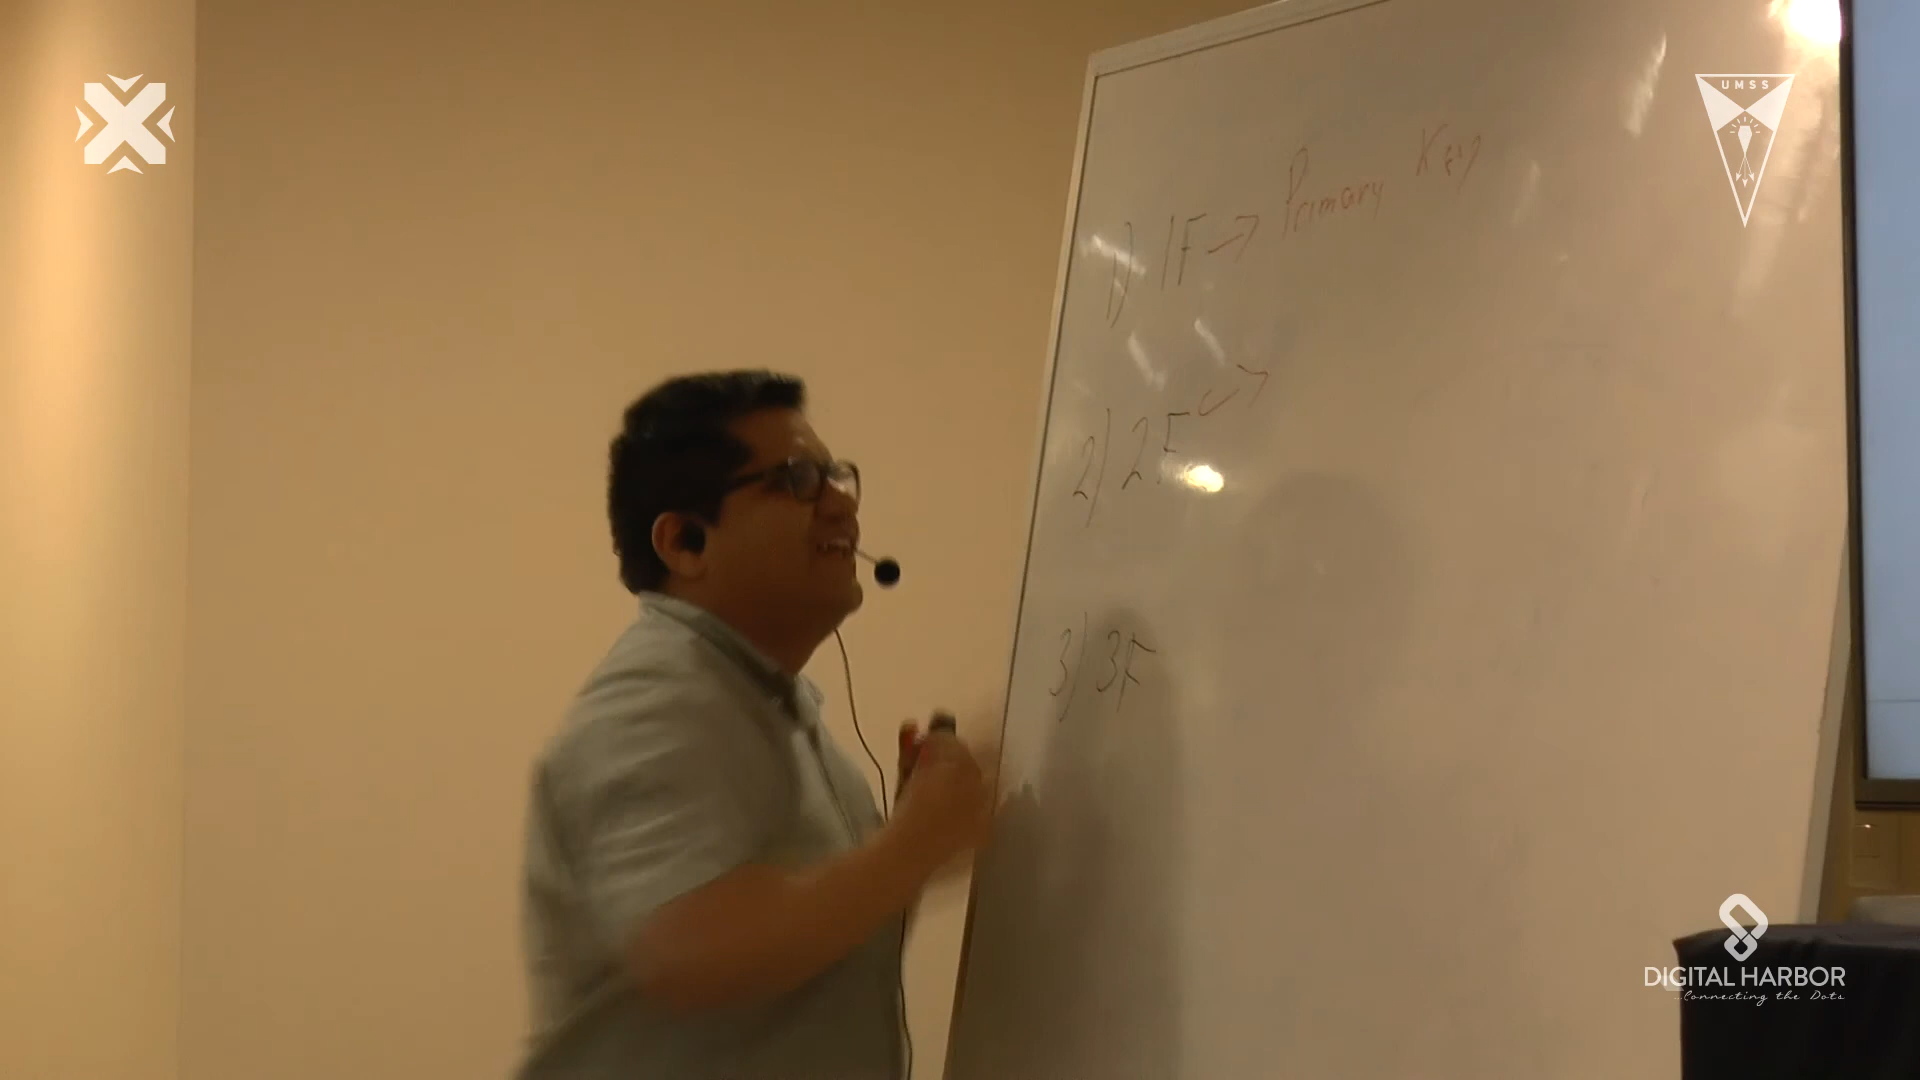 UMSS
1) 1F -> Primary Key
2) 2F ->
3) 3F
DIGITAL HARBOR
...Connecting the Dots